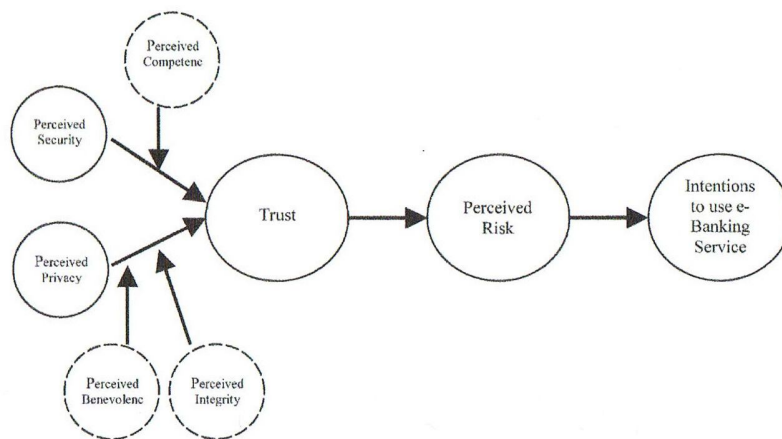 Perceived
Competenc
Perceived
Security
Trust
Perceived
Risk
Intentions
to use e-
Banking
Service
Perceived
Privacy
Perceived
Benevolenc
Perceived
Integrity